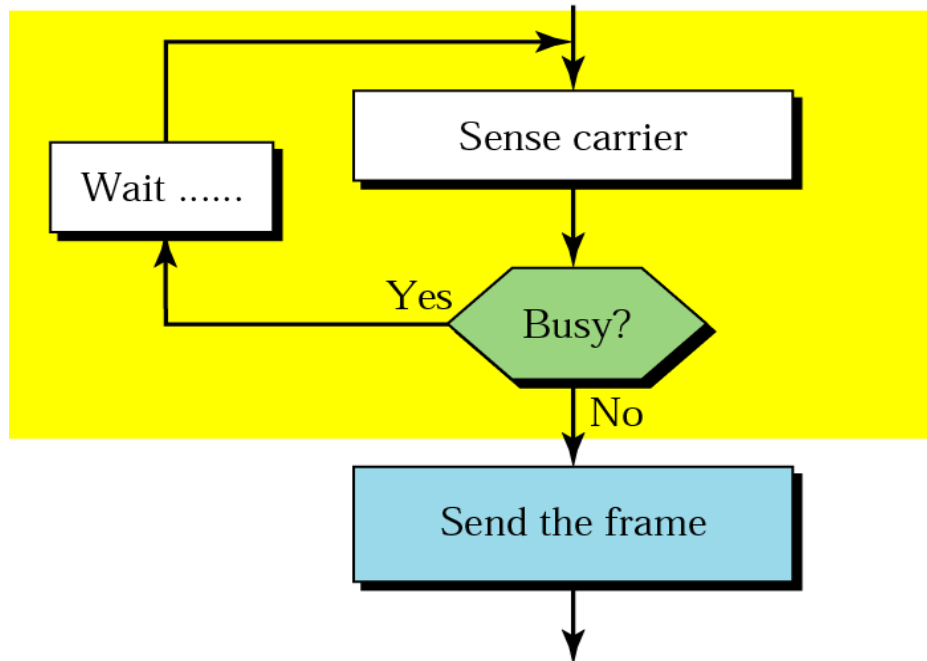 Sense carrier
Wait ......
Yes
Busy?
No
Send the frame